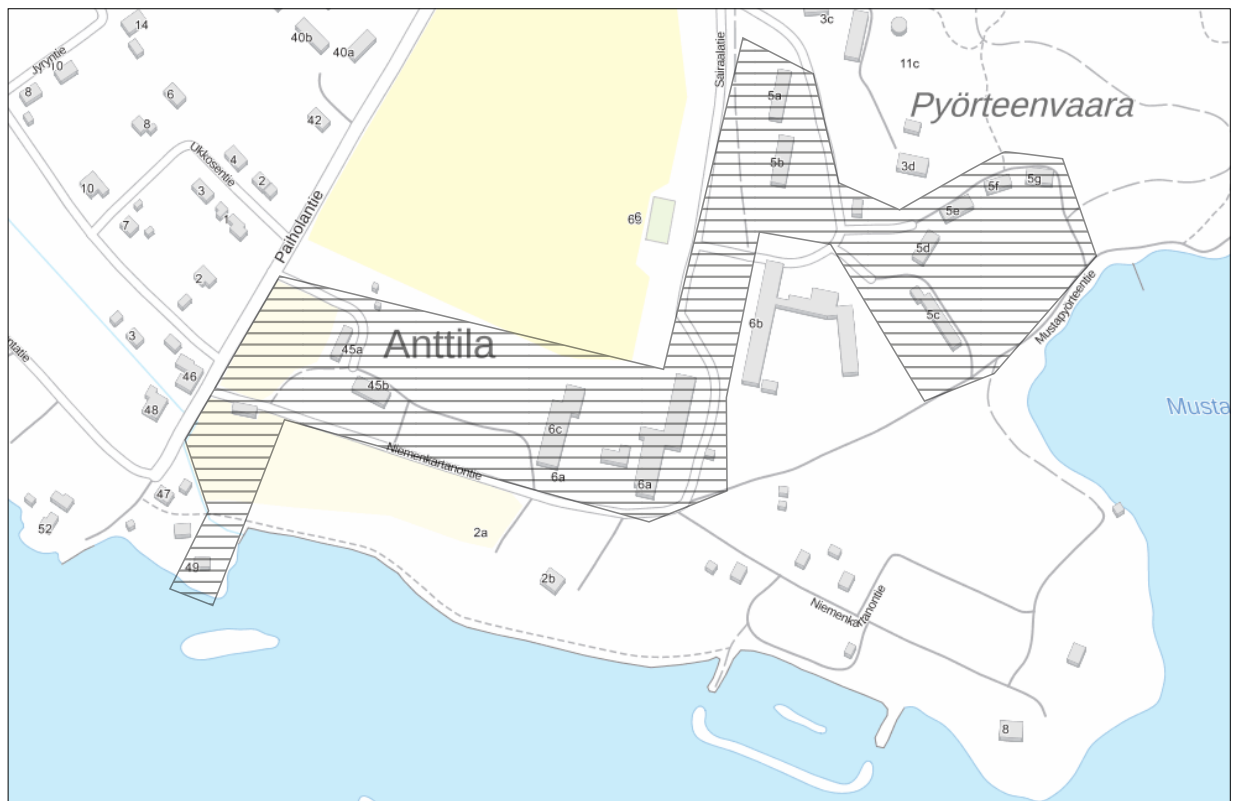 14
40b
40a
3c
Jyryntie
10
8
6
8
42
Sairaalatie
11c
5a
Pyörteenvaara
Ukkosentie
4
2
10
3
1
7
5b
3d
5f
5g
5e
Paiholantie
66
5d
2
3
45a
Anttila
6b
5c
Mustapyörteentie
46
45b
48
6c
Musta
Niemenkartanontie
6a
6a
47
52
2a
49
2b
Niemenkartanontie
8